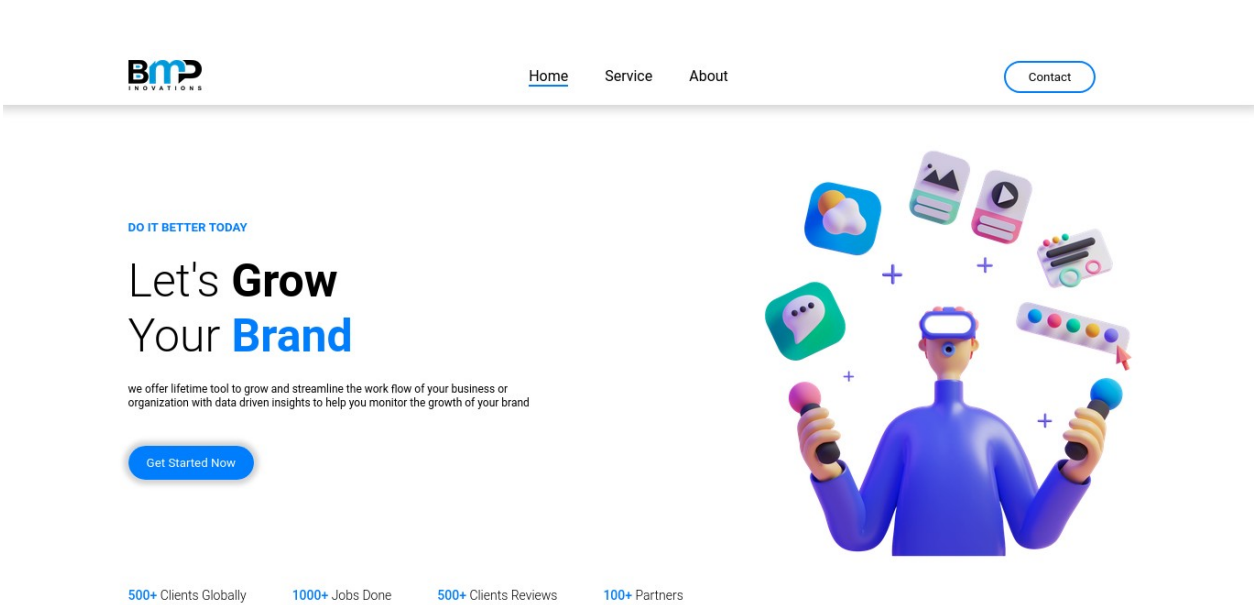 BMP
INOVATIONS
Home Service About Contact
DO IT BETTER TODAY
Let's Grow
Your Brand
we offer lifetime tool to grow and streamline the work flow of your business or
organization with data driven insights to help you monitor the growth of your brand
Get Started Now
500+ Clients Globally 1000+ Jobs Done 500+ Clients Reviews 100+ Partners